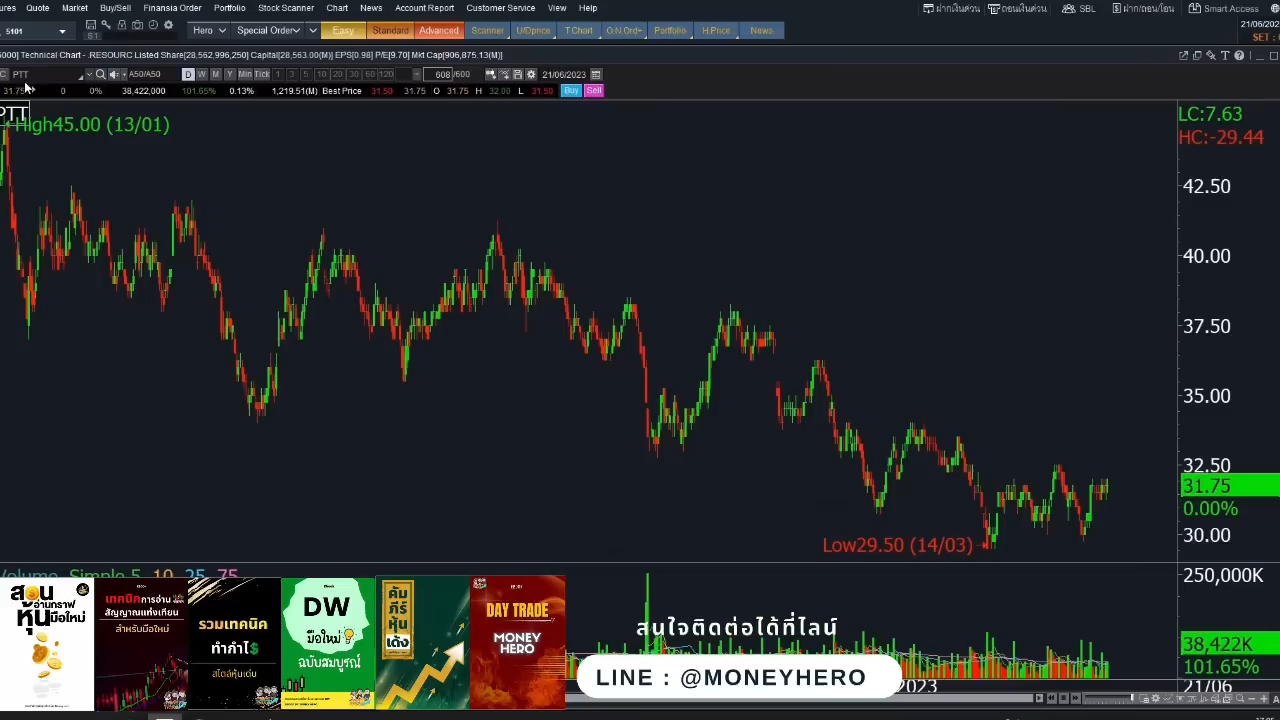 ures Quote Market Buy/Sell Finansia Order Portfolio Stock Scanner Chart News Account Report Customer Service View Help ฝากเงินด่วน ถอนเงินด่วน SBL ฝาก/ถอน/โอน Smart Access
21/06/2023
5101 S1 Hero Special Order Easy Standard Advanced Scanner U/Dprice T.Chart O.N.Ord+ Portfolio H.Price News
SET :
5000] Technical Chart - .RESOURC Listed Share[28,562,996,250] Capital[28,563.00(M)] EPS[0.98] P/E[9.70] Mkt Cap[906,875.13(M)]
C PTT A50/A50 D W M Y Min Tick 1 3 5 10 20 30 60 120 608 /600 21/06/2023
31.75 0 0% 38,422,000 101.65% 0.13% 1,219.51(M) Best Price 31.50 31.75 O 31.75 H 32.00 L 31.50 Buy Sell
PTT
High45.00 (13/01)
LC:7.63
HC:-29.44
42.50
40.00
37.50
35.00
32.50
31.75
0.00%
30.00
Low29.50 (14/03)
Volume Simple 5 10 25 75
250,000K
38,422K
101.65%
2023
21/06
สอน
อ่านกราฟ
หุ้นมือใหม่
เทคนิคการอ่าน
สัญญาณแท่งเทียน
สำหรับมือใหม่
รวมเทคนิค
ทำกำไร
สไตล์หุ้นเด่น
Ebook
DW
มือใหม่
ฉบับสมบูรณ์
คัมภีร์หุ้นเด้ง
DAY TRADE
MONEY
HERO
สนใจติดต่อได้ที่ไลน์
LINE : @MONEYHERO